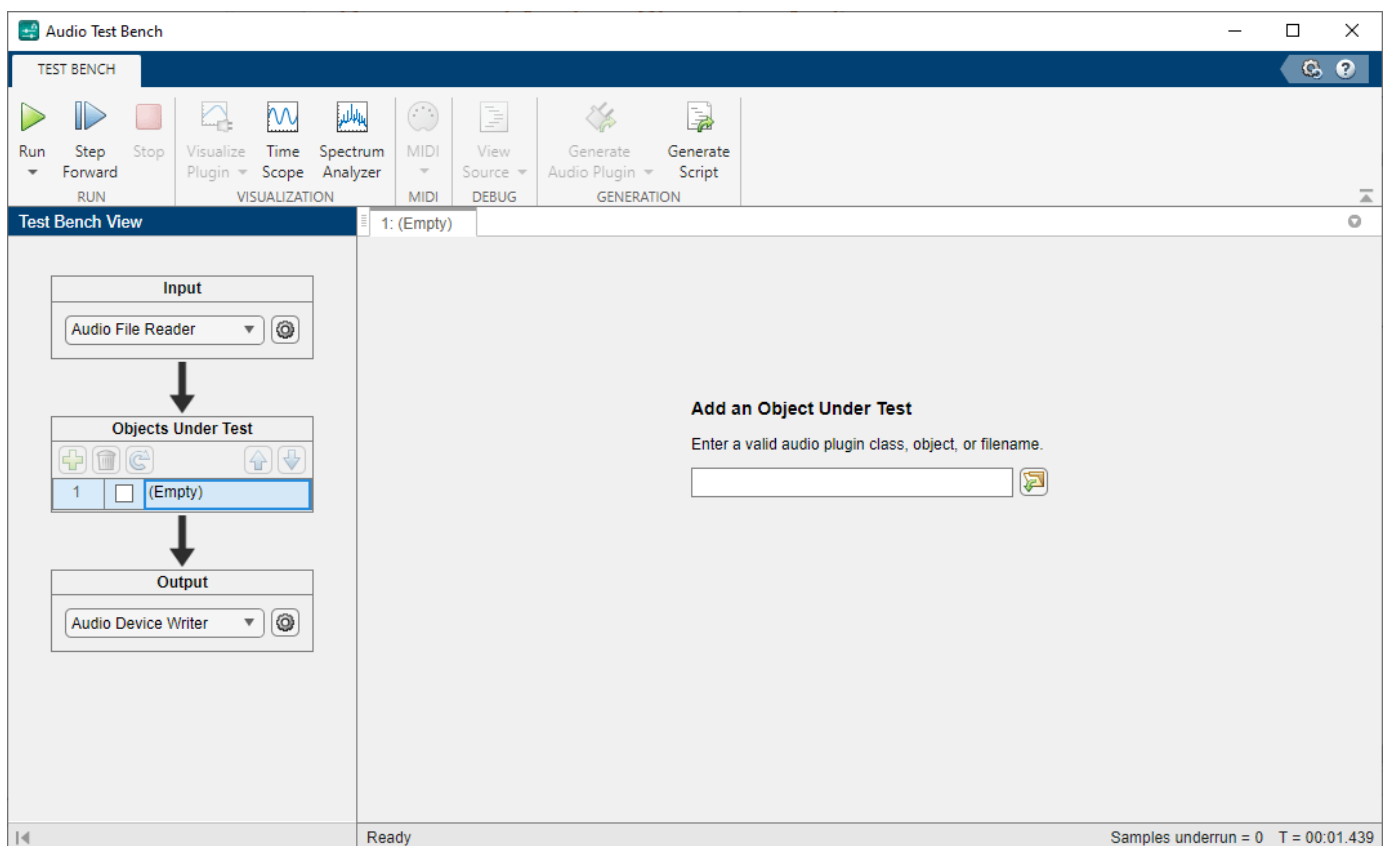 Audio Test Bench
TEST BENCH
Run
Step
Forward
Stop
Visualize
Plugin
Time
Scope
Spectrum
Analyzer
MIDI
View
Source
Generate
Audio Plugin
Generate
Script
RUN
VISUALIZATION
MIDI
DEBUG
GENERATION
Test Bench View
1: (Empty)
Input
Audio File Reader
Objects Under Test
1
(Empty)
Output
Audio Device Writer
Add an Object Under Test
Enter a valid audio plugin class, object, or filename.
Ready
Samples underrun = 0 T = 00:01.439